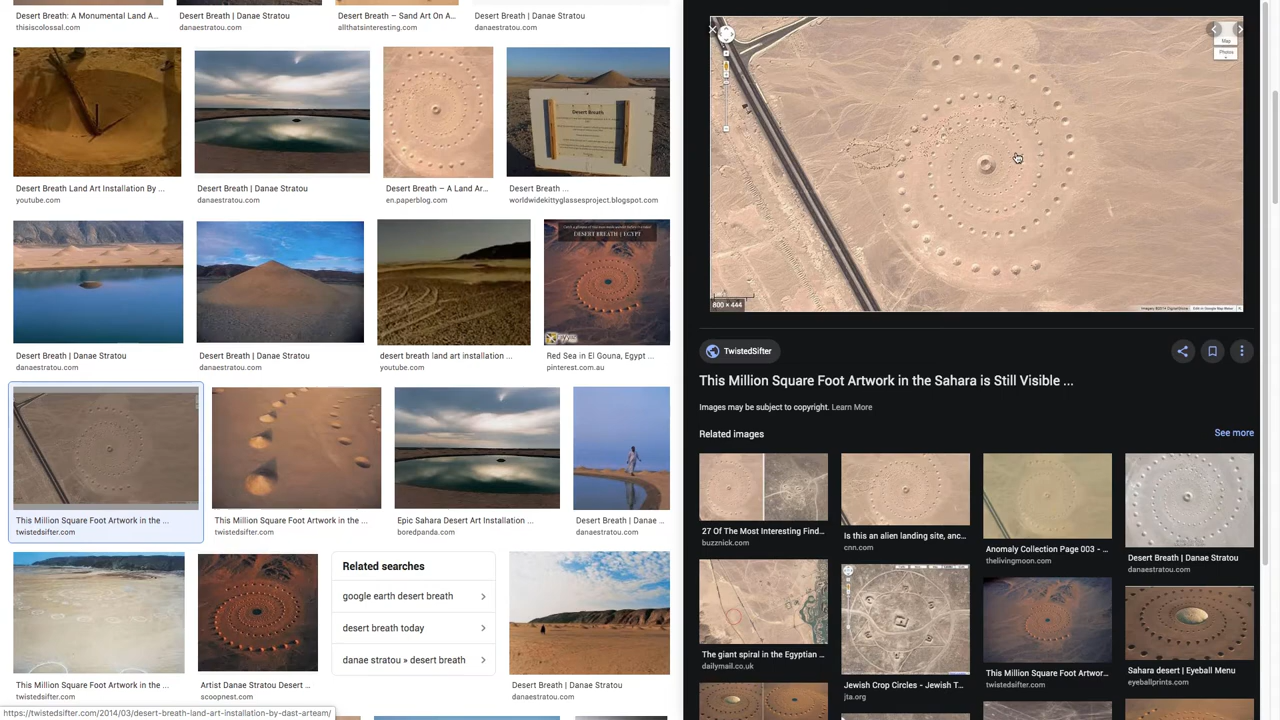 Desert Breath: A Monumental Land A...
thisiscolossal.com
Desert Breath | Danae Stratou
danaestratou.com
Desert Breath – Sand Art On A...
allthatsinteresting.com
Desert Breath | Danae Stratou
danaestratou.com
Desert Breath Land Art Installation By ...
youtube.com
Desert Breath | Danae Stratou
danaestratou.com
Desert Breath – A Land Ar...
en.paperblog.com
Desert Breath
Desert Breath ...
worldwidekittyglassesproject.blogspot.com
Desert Breath | Danae Stratou
danaestratou.com
Desert Breath | Danae Stratou
danaestratou.com
desert breath land art installation ...
youtube.com
DESERT BREATH | EGYPT
Red Sea in El Gouna, Egypt ...
pinterest.com.au
This Million Square Foot Artwork in the ...
twistedsifter.com
This Million Square Foot Artwork in the ...
twistedsifter.com
Epic Sahara Desert Art Installation ...
boredpanda.com
Desert Breath | Danae ...
danaestratou.com
This Million Square Foot Artwork in the ...
twistedsifter.com
Artist Danae Stratou Desert ...
scoopnest.com
Related searches
google earth desert breath
desert breath today
danae stratou » desert breath
Desert Breath | Danae Stratou
danaestratou.com
https://twistedsifter.com/2014/03/desert-breath-land-art-installation-by-dast-arteam/
Map
Photos
800 × 444
TwistedSifter
This Million Square Foot Artwork in the Sahara is Still Visible ...
Images may be subject to copyright. Learn More
Related images
See more
27 Of The Most Interesting Find...
buzznick.com
Is this an alien landing site, anc...
cnn.com
Anomaly Collection Page 003 - ...
thelivingmoon.com
Desert Breath | Danae Stratou
danaestratou.com
The giant spiral in the Egyptian ...
dailymail.co.uk
Jewish Crop Circles - Jewish T...
jta.org
This Million Square Foot Artwor...
twistedsifter.com
Sahara desert | Eyeball Menu
eyeballprints.com